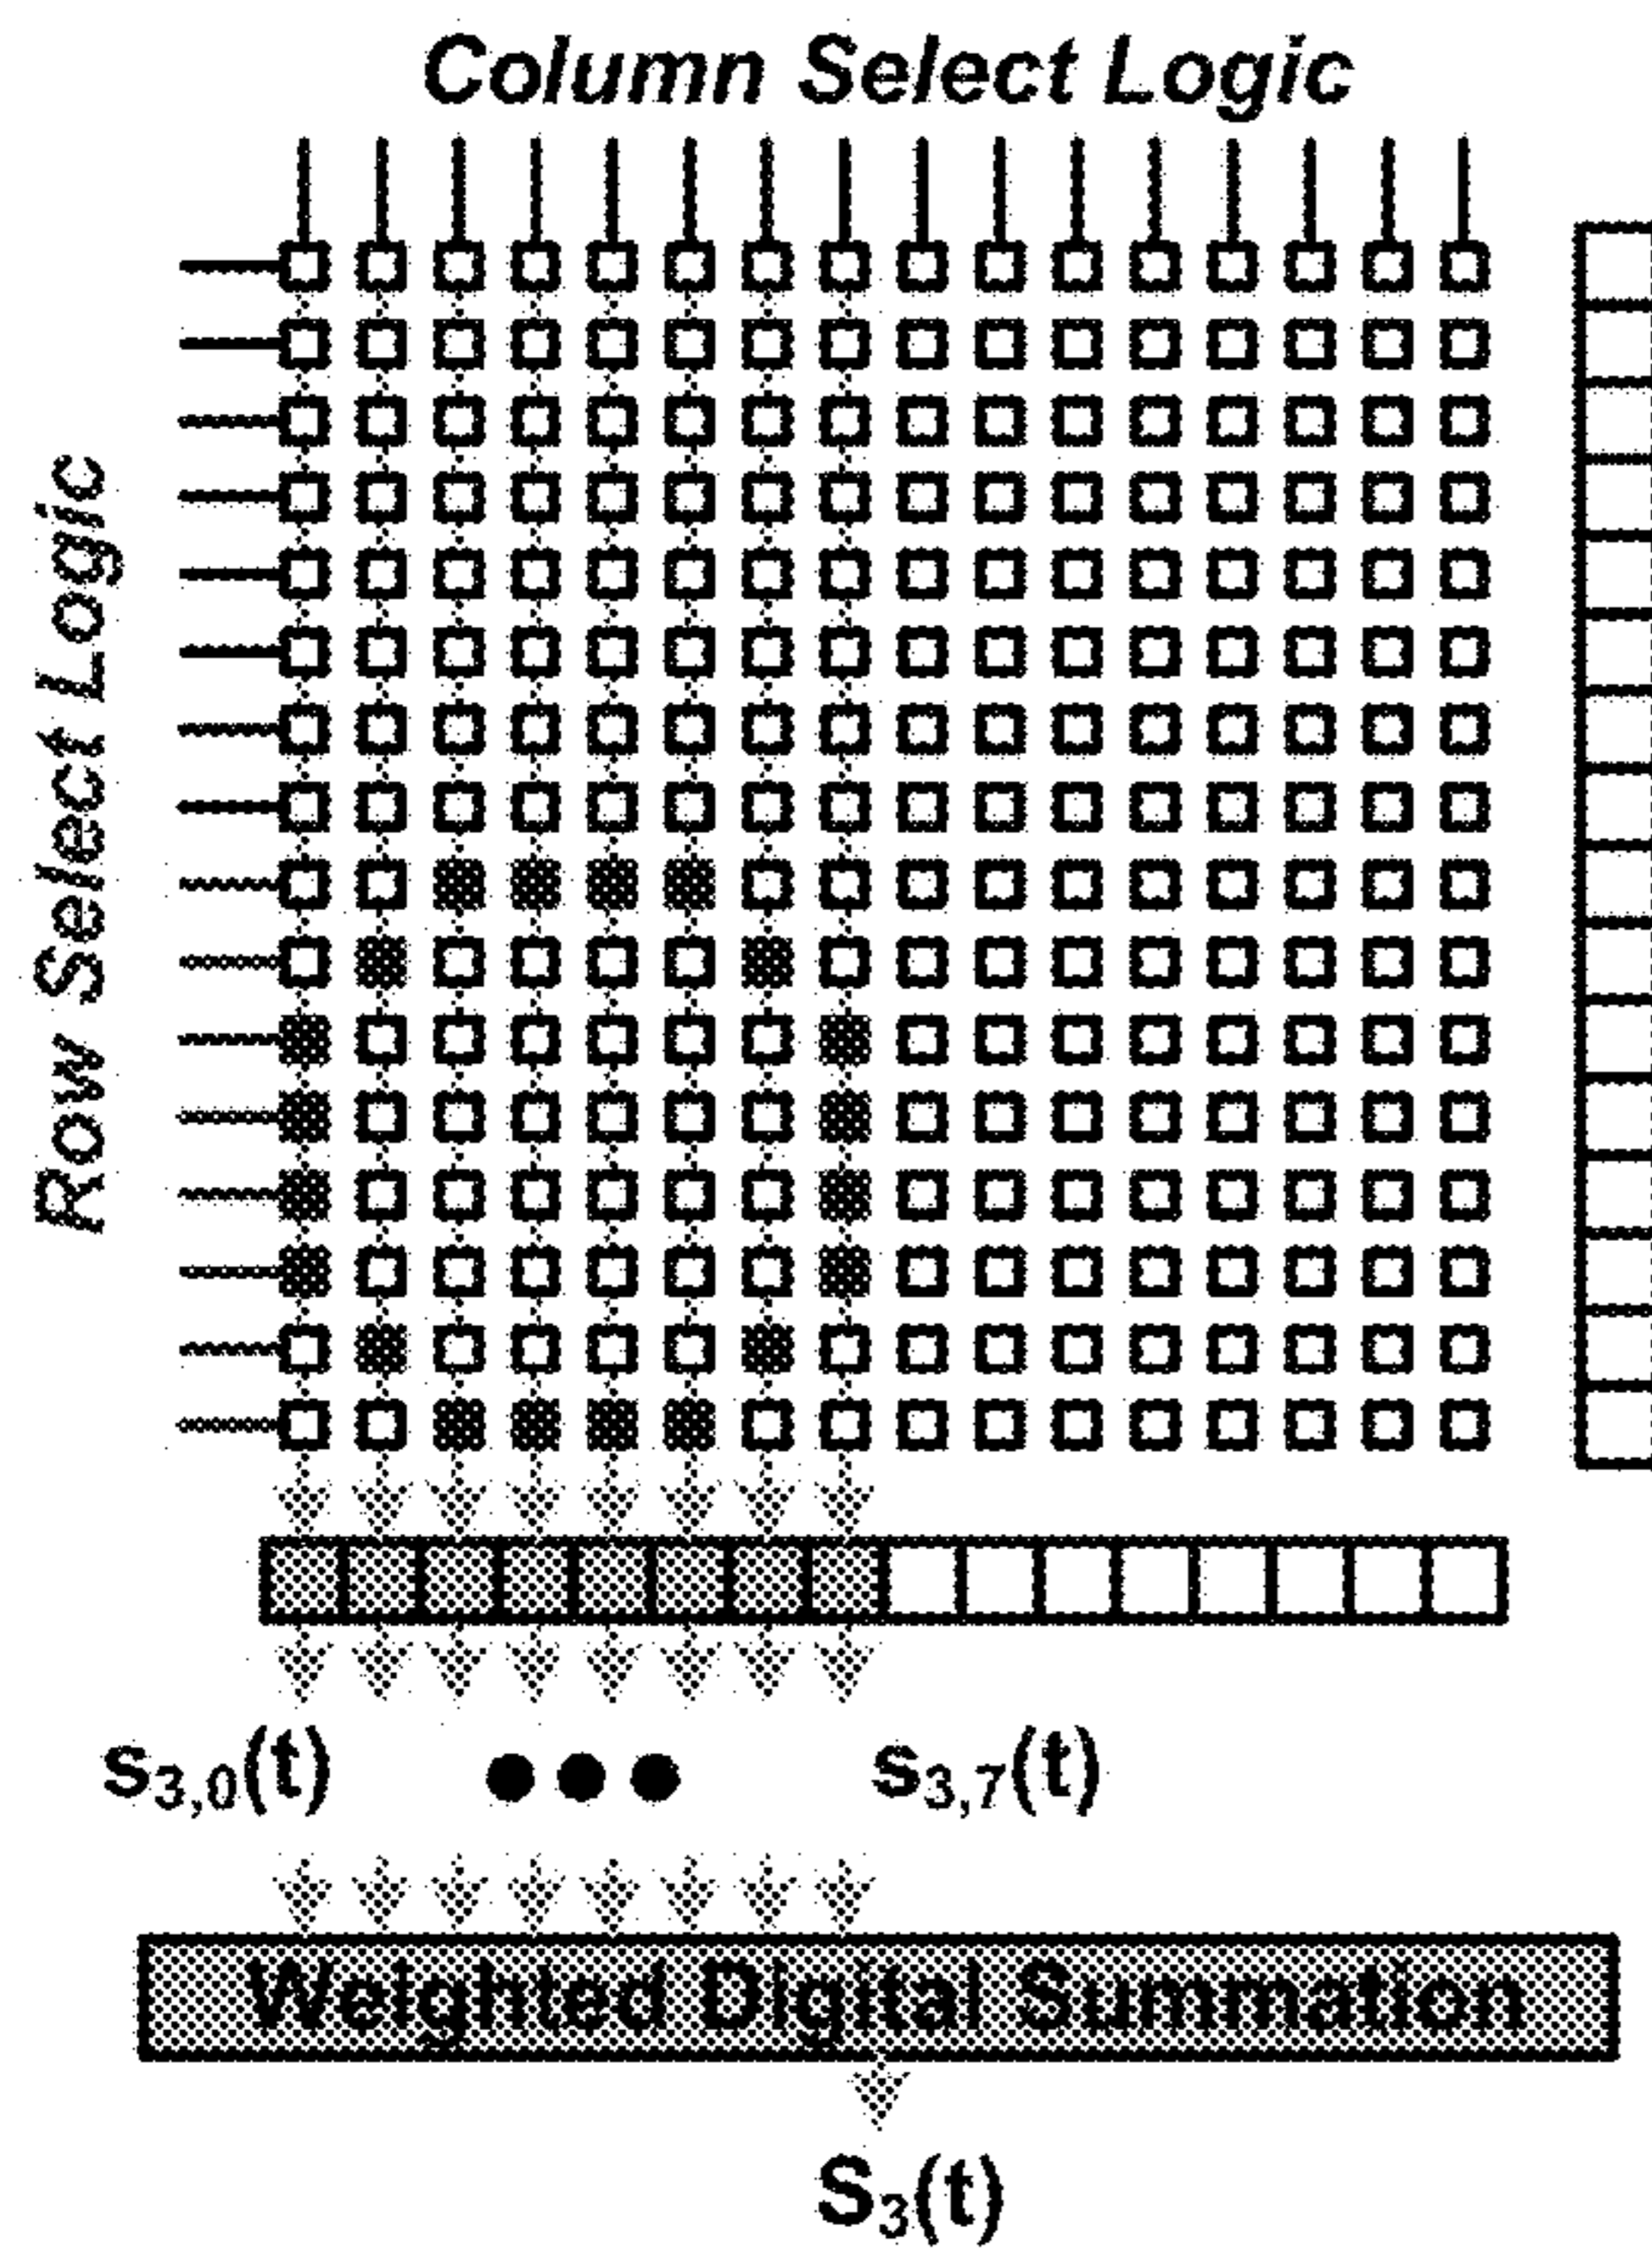 Column Select Logic
Row Select Logic
s3,0(t) ●●● s3,7(t)
Weighted Digital Summation
S3(t)